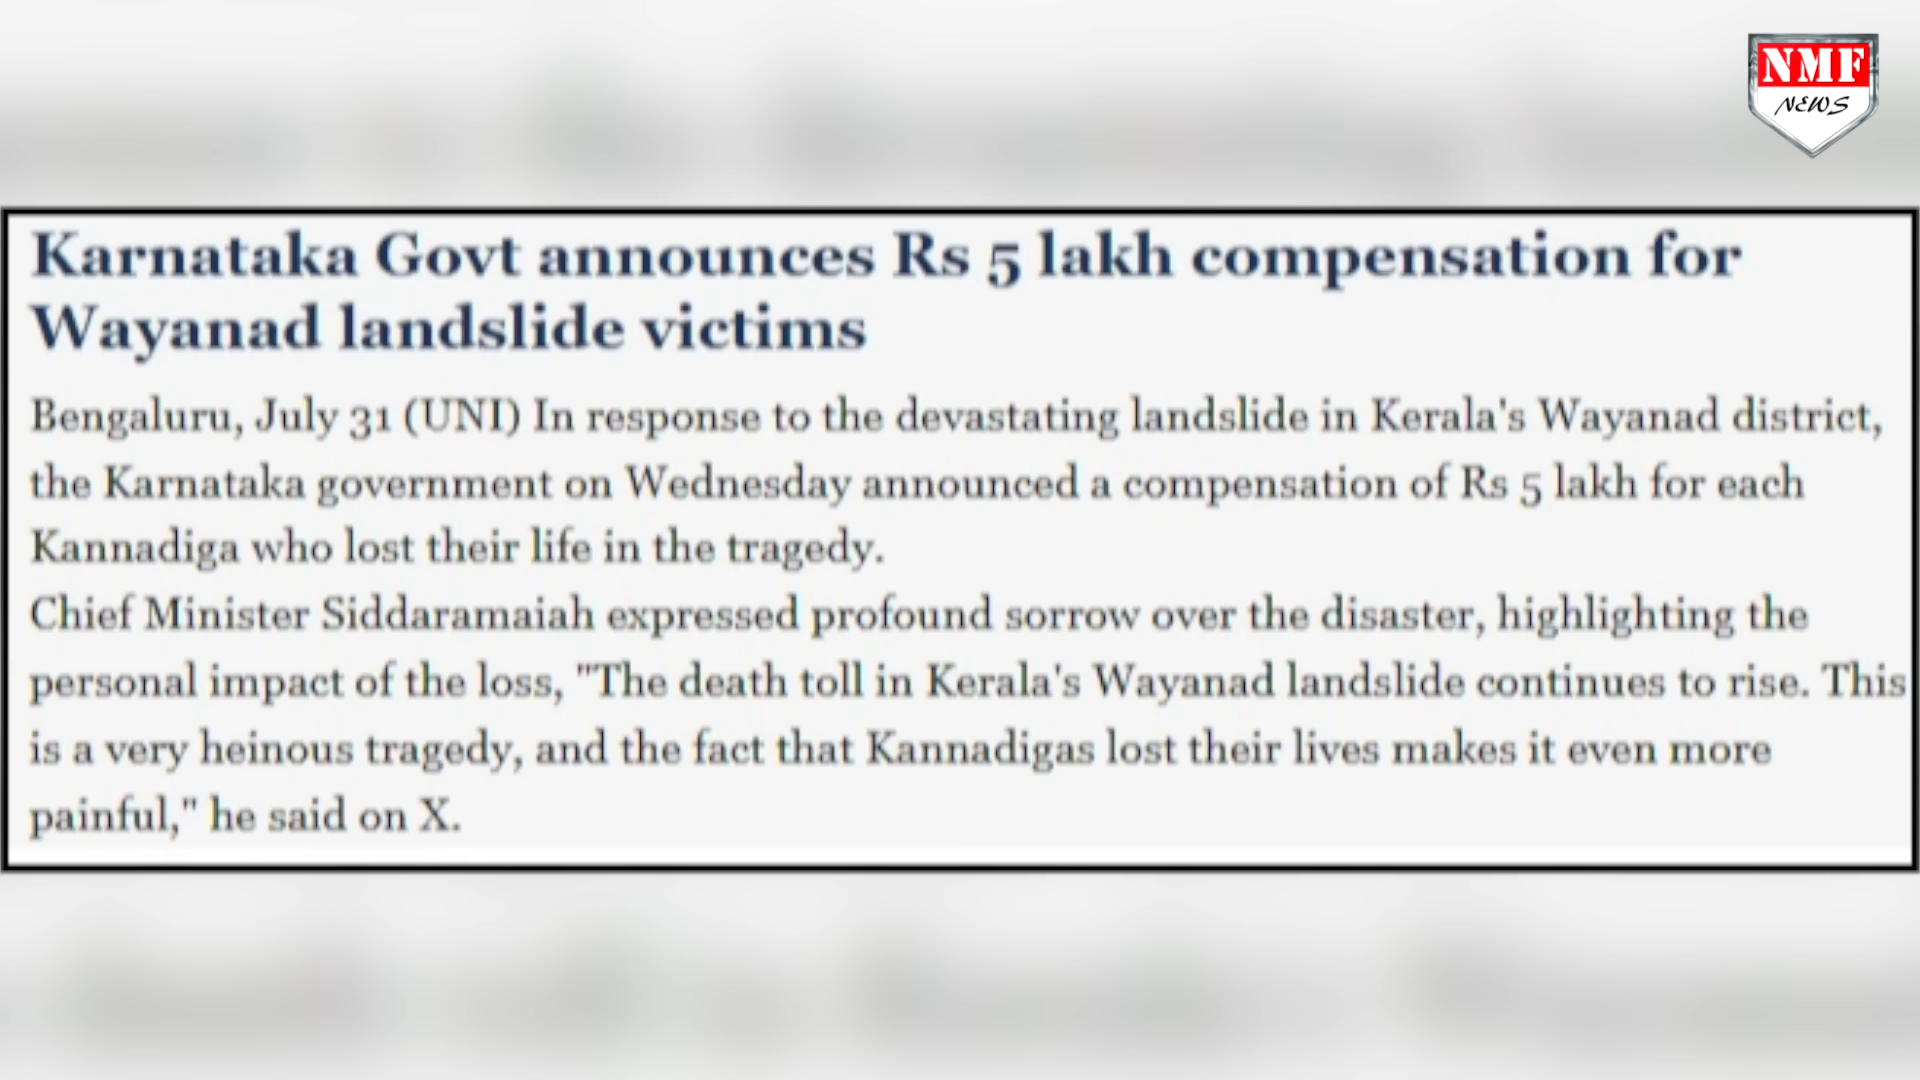 NMF
NEWS
Karnataka Govt announces Rs 5 lakh compensation for
Wayanad landslide victims
Bengaluru, July 31 (UNI) In response to the devastating landslide in Kerala's Wayanad district,
the Karnataka government on Wednesday announced a compensation of Rs 5 lakh for each
Kannadiga who lost their life in the tragedy.
Chief Minister Siddaramaiah expressed profound sorrow over the disaster, highlighting the
personal impact of the loss, "The death toll in Kerala's Wayanad landslide continues to rise. This
is a very heinous tragedy, and the fact that Kannadigas lost their lives makes it even more
painful," he said on X.